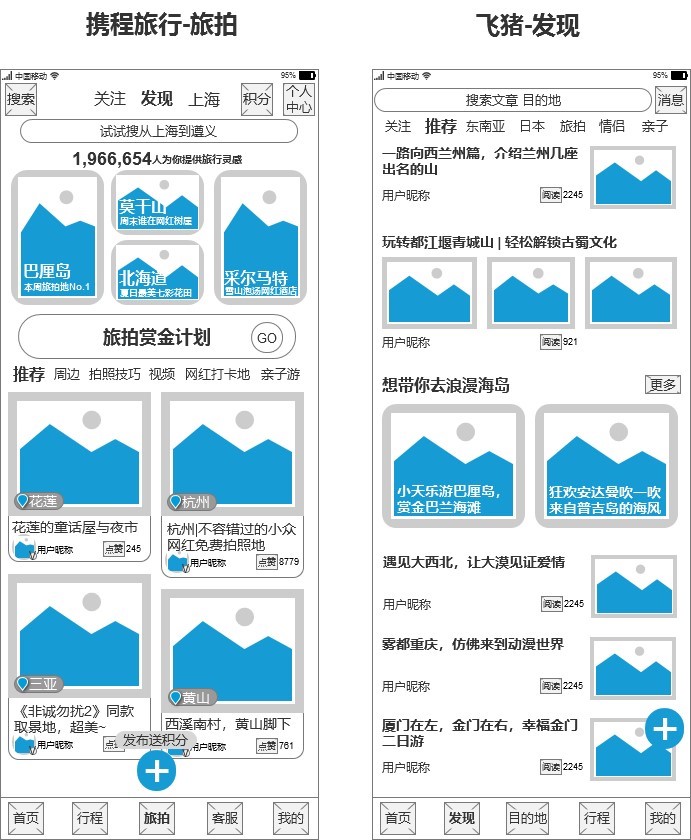 携程旅行-旅拍
中国移动
95%
搜索
关注
发现
上海
积分
个人
中心
试试搜从上海到遵义
1,966,654人为你提供旅行灵感
巴厘岛
本周旅拍地No.1
莫干山
周末谁在网红树屋
北海道
夏日最美七彩花田
采尔马特
雪山泡汤网红酒店
旅拍赏金计划
GO
推荐 周边 拍照技巧 视频 网红打卡地 亲子游
花莲
花莲的童话屋与夜市
用户昵称
点赞 245
杭州
杭州|不容错过的小众
网红免费拍照地
用户昵称
点赞 8779
三亚
《非诚勿扰2》同款
取景地，超美~
用户昵称
黄山
西溪南村，黄山脚下
用户昵称
点赞 761
发布送积分
首页 行程 旅拍 客服 我的
飞猪-发现
中国移动
95%
搜索文章 目的地
消息
关注 推荐 东南亚 日本 旅拍 情侣 亲子
一路向西兰州篇，介绍兰州几座
出名的山
用户昵称
阅读 2245
玩转都江堰青城山 | 轻松解锁古蜀文化
用户昵称
阅读 921
想带你去浪漫海岛
更多
小天乐游巴厘岛，
赏金巴兰海滩
狂欢安达曼吹一吹
来自普吉岛的海风
遇见大西北，让大漠见证爱情
用户昵称
阅读 2245
雾都重庆，仿佛来到动漫世界
用户昵称
阅读 2245
厦门在左，金门在右，幸福金门
二日游
用户昵称
阅读 2245
首页 发现 目的地 行程 我的